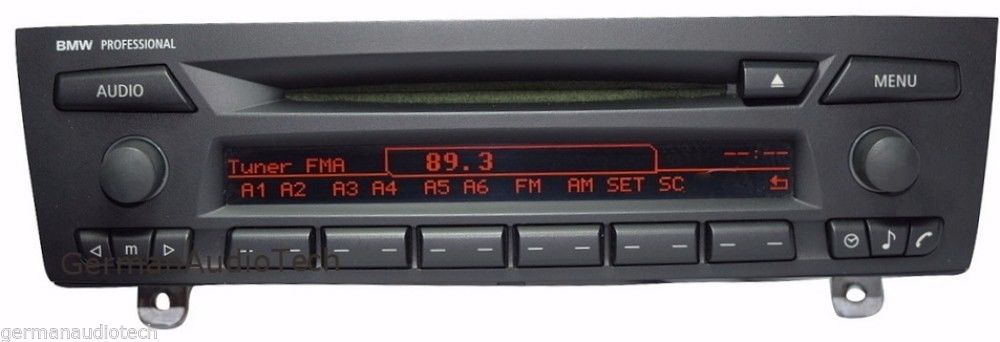 BMW PROFESSIONAL
AUDIO
MENU
Tuner FMA 89.3 --:--
A1 A2 A3 A4 A5 A6 FM AM SET SC
m
GermanAudioTech
germanaudiotech